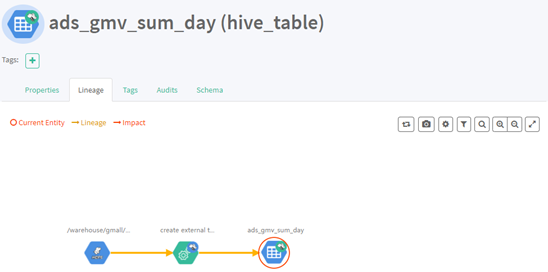 ads_gmv_sum_day (hive_table)
Tags:
Properties Lineage Tags Audits Schema
Current Entity Lineage Impact
/warehouse/gmall/... create external t... ads_gmv_sum_day